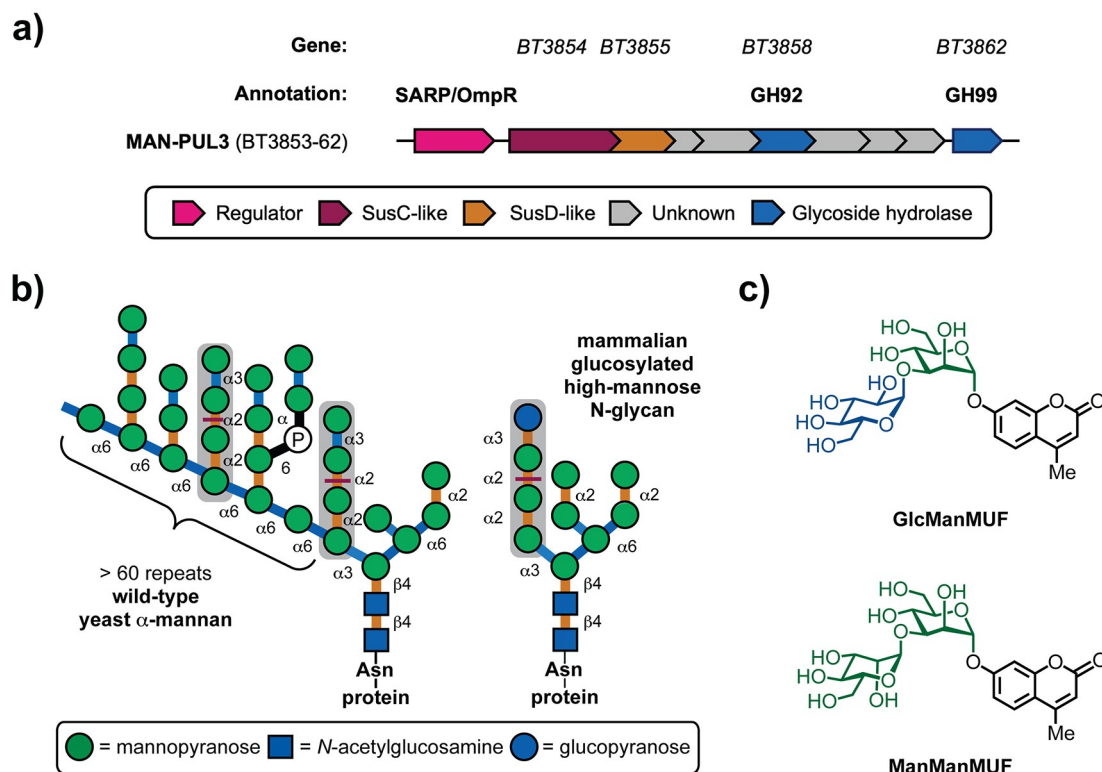 a)
Gene: BT3854 BT3855 BT3858 BT3862
Annotation: SARP/OmpR GH92 GH99
MAN-PUL3 (BT3853-62)
Regulator SusC-like SusD-like Unknown Glycoside hydrolase
b)
α3
α2
α2
α
P
6
α6
α6
α6
α6
α6
α6
α3
α2
α2
α2
α6
α3
β4
β4
Asn
protein
> 60 repeats
wild-type
yeast α-mannan
mammalian
glucosylated
high-mannose
N-glycan
α3
α2
α2
α2
α2
α6
α3
β4
β4
Asn
protein
= mannopyranose = N-acetylglucosamine = glucopyranose
c)
HO
OH
HO
O
O
HO
HO
HO
O
HO
O
O
O
Me
GlcManMUF
HO
OH
HO
O
O
HO
HO
HO
O
OH
O
O
O
Me
ManManMUF